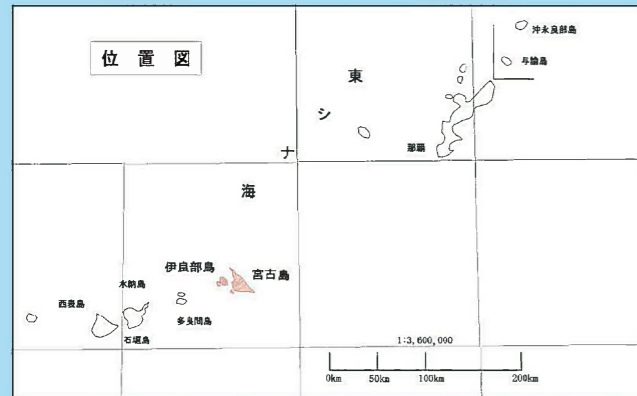 位置図
沖永良部島
与論島
東
シ
ナ
海
那覇
伊良部島
宮古島
水納島
西表島
多良間島
石垣島
1:3,600,000
0km 50km 100km 200km